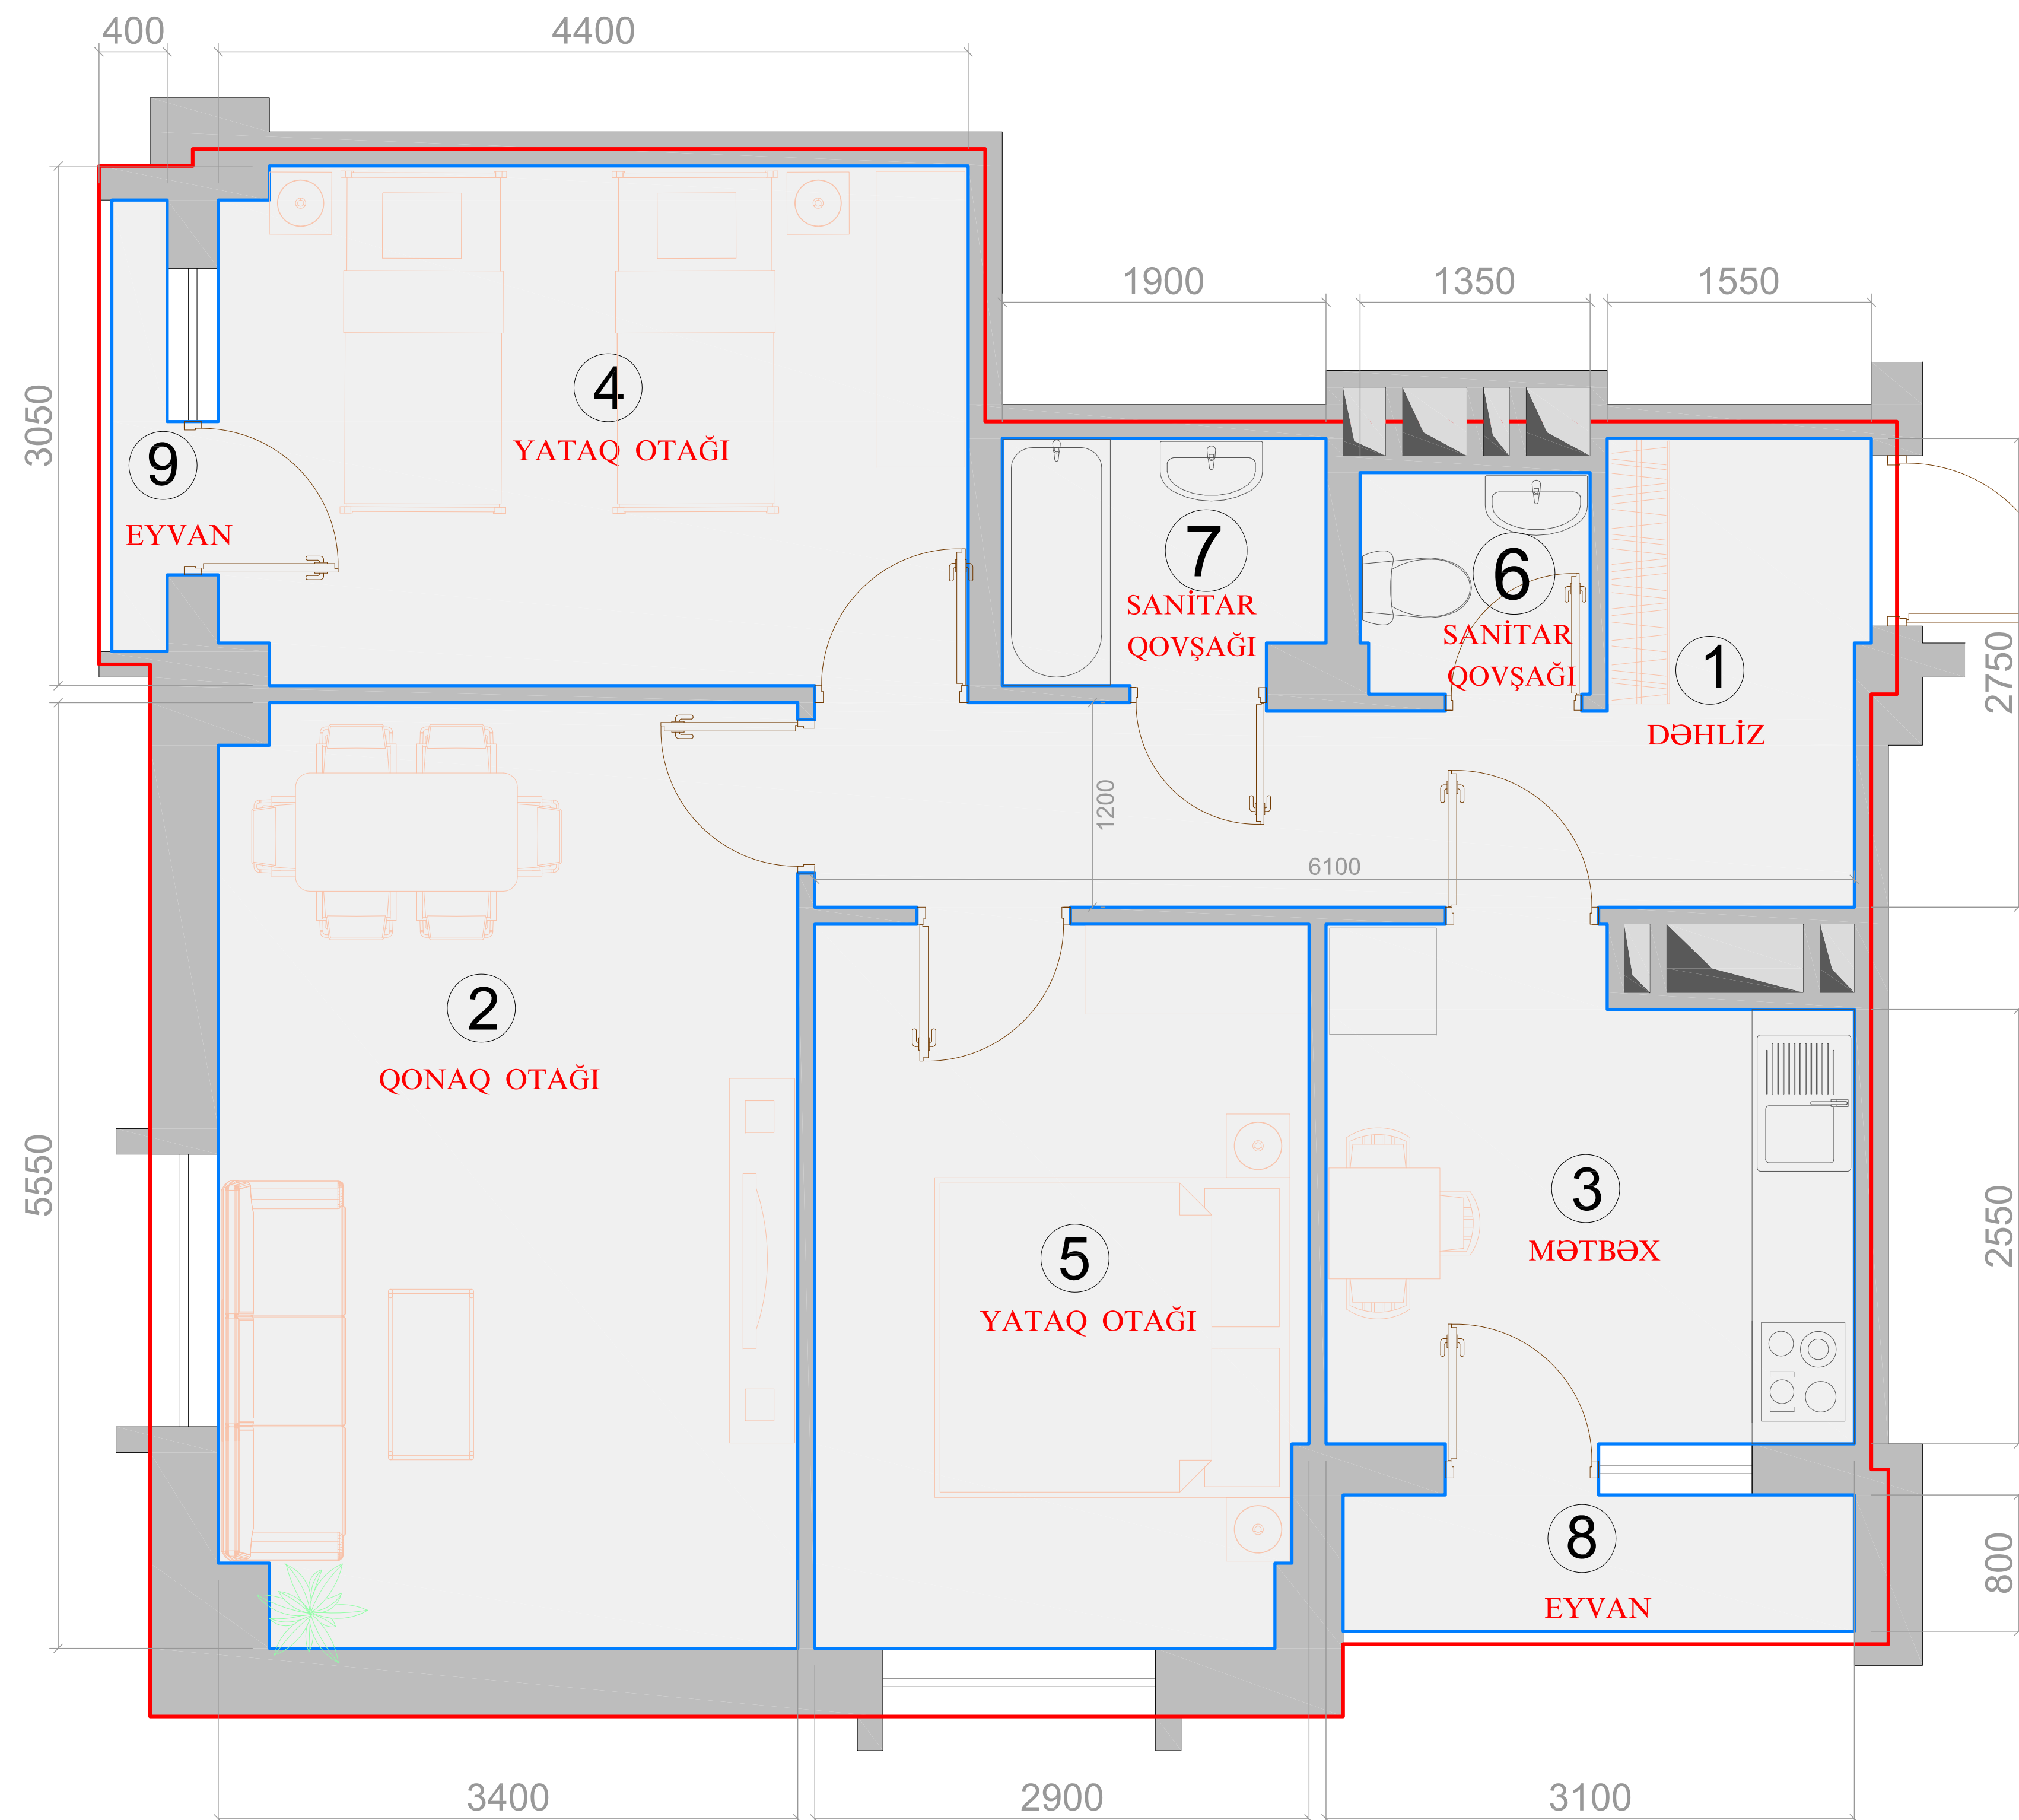 400
4400
1900
1350
1550
3050
4
YATAQ OTAĞI
9
EYVAN
7
SANİTAR
QOVŞAĞI
6
SANİTAR
QOVŞAĞI
1
DƏHLİZ
2750
1200
6100
2
QONAQ OTAĞI
5550
5
YATAQ OTAĞI
3
MƏTBƏX
2550
8
EYVAN
800
3400
2900
3100